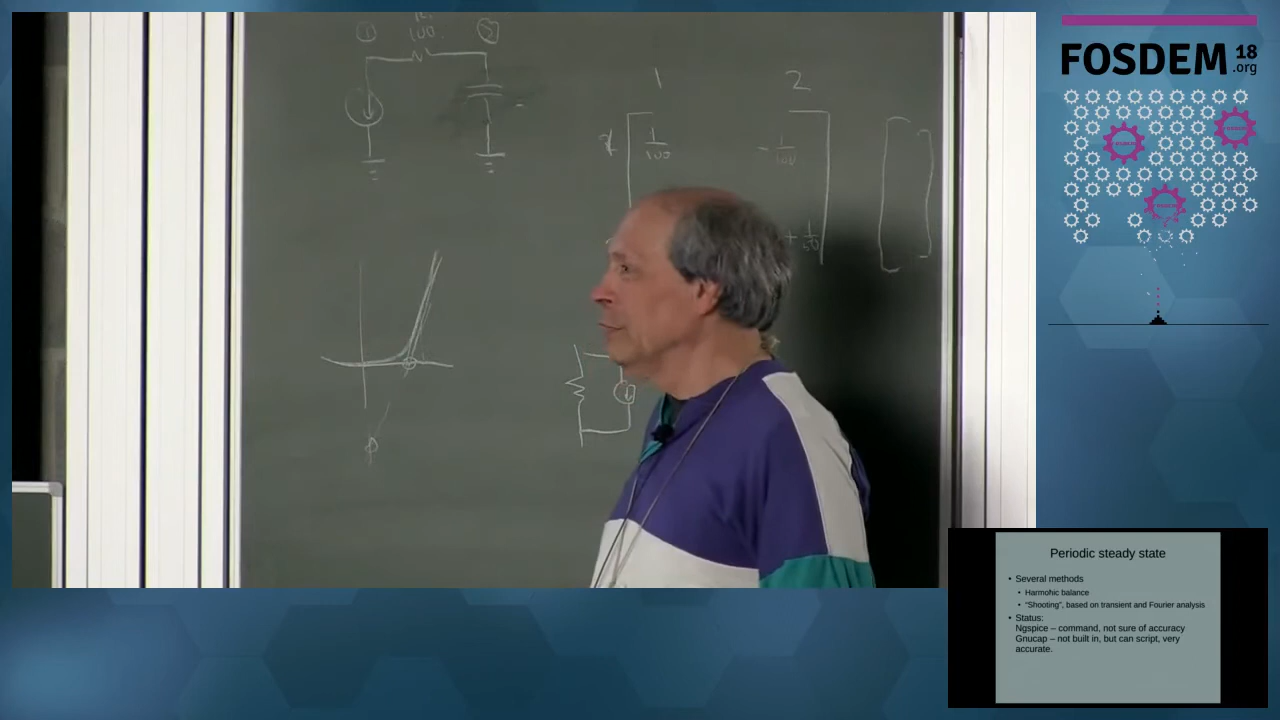 ① 100 ②
1 2
1/100 - 1/100
+ 1/50
FOSDEM 18
.org
Periodic steady state
• Several methods
• Harmonic balance
• "Shooting", based on transient and Fourier analysis
• Status:
Ngspice – command, not sure of accuracy
Gnucap – not built in, but can script, very
accurate.